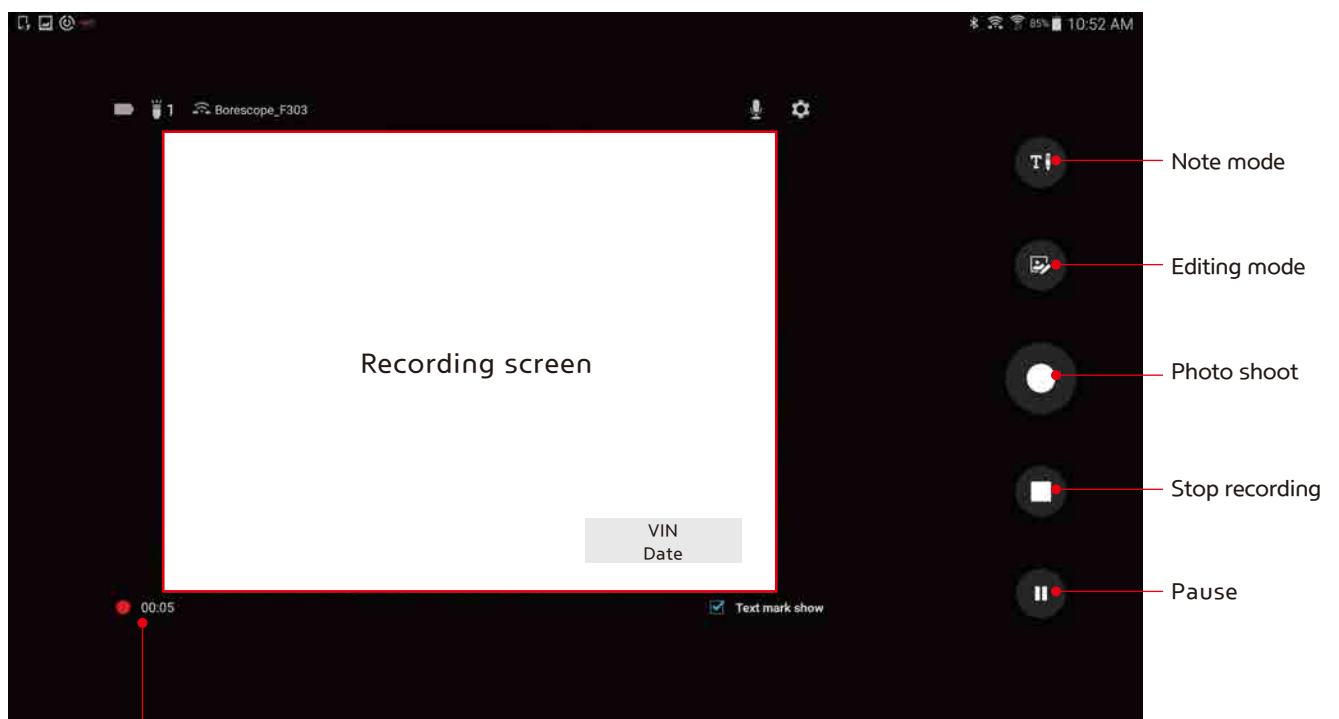 85% 10:52 AM
1 Borescope_F303
T
Note mode
Editing mode
Recording screen
Photo shoot
Stop recording
VIN
Date
Pause
00:05
Text mark show